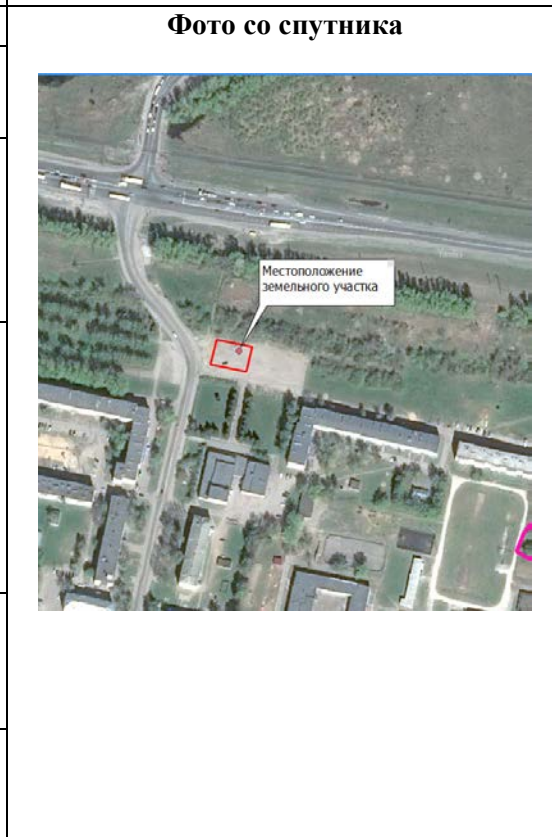 Фото со спутника
Местоположение
земельного участка